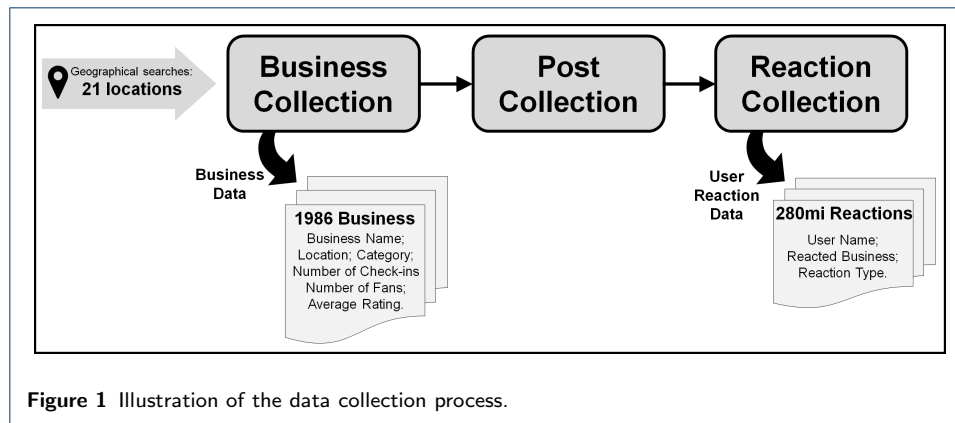 Geographical searches:
21 locations
Business
Collection
Post
Collection
Reaction
Collection
Business
Data
1986 Business
Business Name;
Location; Category;
Number of Check-ins
Number of Fans;
Average Rating.
User
Reaction
Data
280mi Reactions
User Name;
Reacted Business;
Reaction Type.
Figure 1 Illustration of the data collection process.